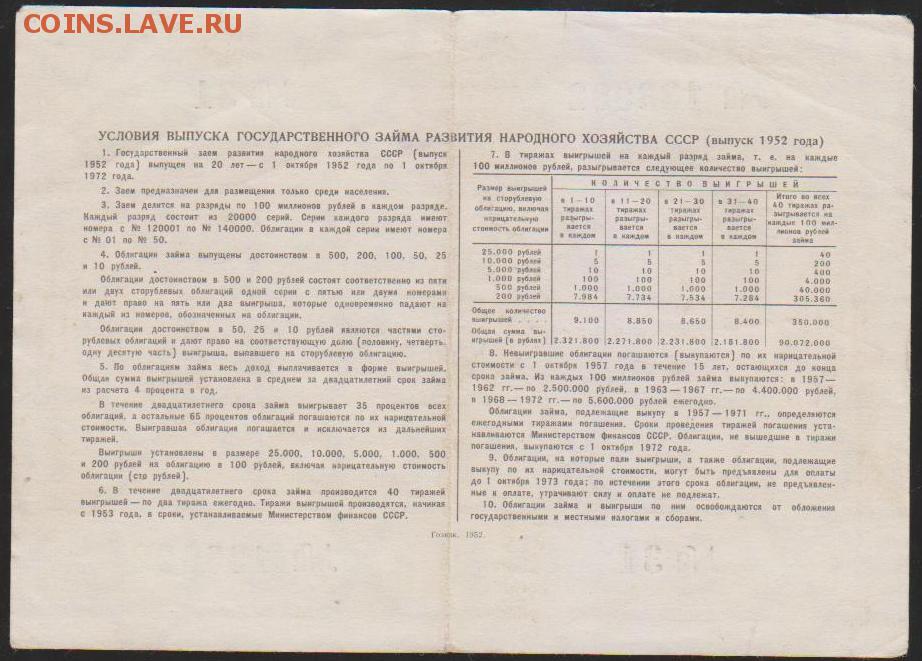 COINS.LAVE.RU
УСЛОВИЯ ВЫПУСКА ГОСУДАРСТВЕННОГО ЗАЙМА РАЗВИТИЯ НАРОДНОГО ХОЗЯЙСТВА СССР (выпуск 1952 года)
1. Государственный заем развития народного хозяйства СССР (выпуск
1952 года) выпущен на 20 лет — с 1 октября 1952 года по 1 октября
1972 года.
2. Заем предназначен для размещения только среди населения.
3. Заем делится на разряды по 100 миллионов рублей в каждом разряде.
Каждый разряд состоит из 20000 серий. Серии каждого разряда имеют
номера с № 120001 по № 140000. Облигации в каждой серии имеют номера
с № 01 по № 50.
4. Облигации займа выпущены достоинством в 500, 200, 100, 50, 25
и 10 рублей.
Облигации достоинством в 500 и 200 рублей состоят соответственно из пяти
или двух сторублевых облигаций одной серии с пятью или двумя номерами
и дают право на пять или два выигрыша, которые одновременно падают на
каждый из номеров, обозначенных на облигации.
Облигации достоинством в 50, 25 и 10 рублей являются частями сто-
рублевых облигаций и дают право на соответствующую долю (половину, четверть,
одну десятую часть) выигрыша, выпавшего на сторублевую облигацию.
5. По облигациям займа весь доход выплачивается в форме выигрышей.
Общая сумма выигрышей установлена в среднем за двадцатилетний срок займа
из расчета 4 процента в год.
В течение двадцатилетнего срока займа выигрывает 35 процентов всех
облигаций, а остальные 65 процентов облигаций погашаются по их нарицательной
стоимости. Выигравшая облигация погашается и исключается из дальнейших
тиражей.
Выигрыши установлены в размере 25.000, 10.000, 5.000, 1.000, 500
и 200 рублей на облигацию в 100 рублей, включая нарицательную стоимость
облигации (сто рублей).
6. В течение двадцатилетнего срока займа производится 40 тиражей
выигрышей — по два тиража ежегодно. Тиражи выигрышей производятся, начиная
с 1953 года, в сроки, устанавливаемые Министерством финансов СССР.
7. В тиражах выигрышей на каждый разряд займа, т. е. на каждые
100 миллионов рублей, разыгрывается следующее количество выигрышей:
Размер выигрышей на сторублевую облигацию, включая нарицательную стоимость облигации
КОЛИЧЕСТВО ВЫИГРЫШЕЙ
в 1—10 тиражах разыгры- вается в каждом
в 11—20 тиражах разыгры- вается в каждом
в 21—30 тиражах разыгры- вается в каждом
в 31—40 тиражах разыгры- вается в каждом
Итого во всех 40 тиражах ра- зыгрывается на каждые 100 мил- лионов рублей займа
25.000 рублей 1 1 1 1 40
10.000 рублей 5 5 5 5 200
5.000 рублей 10 10 10 10 400
1.000 рублей 100 100 100 100 4.000
500 рублей 1.000 1.000 1.000 1.000 40.000
200 рублей 7.984 7.734 7.534 7.284 305.360
Общее количество
выигрышей . . . . 9.100 8.850 8.650 8.400 350.000
Общая сумма вы-
игрышей (в рублях) 2.321.800 2.271.800 2.231.800 2.181.800 90.072.000
8. Невыигравшие облигации погашаются (выкупаются) по их нарицательной
стоимости с 1 октября 1957 года в течение 15 лет, остающихся до конца
срока займа. Из каждых 100 миллионов рублей займа выкупаются: в 1957—
1962 гг.—по 2.500.000 рублей, в 1963—1967 гг.—по 4.400.000 рублей,
в 1968—1972 гг.—по 5.600.000 рублей ежегодно.
Облигации займа, подлежащие выкупу в 1957—1971 гг., определяются
ежегодными тиражами погашения. Сроки проведения тиражей погашения уста-
навливаются Министерством финансов СССР. Облигации, не вышедшие в тиражи
погашения, выкупаются с 1 октября 1972 года.
9. Облигации, на которые пали выигрыши, а также облигации, подлежащие
выкупу по их нарицательной стоимости, могут быть предъявлены для оплаты
до 1 октября 1973 года; по истечении этого срока облигации, не предъявлен-
ные к оплате, утрачивают силу и оплате не подлежат.
10. Облигации займа и выигрыши по ним освобождаются от обложения
государственными и местными налогами и сборами.
Гознак. 1952.